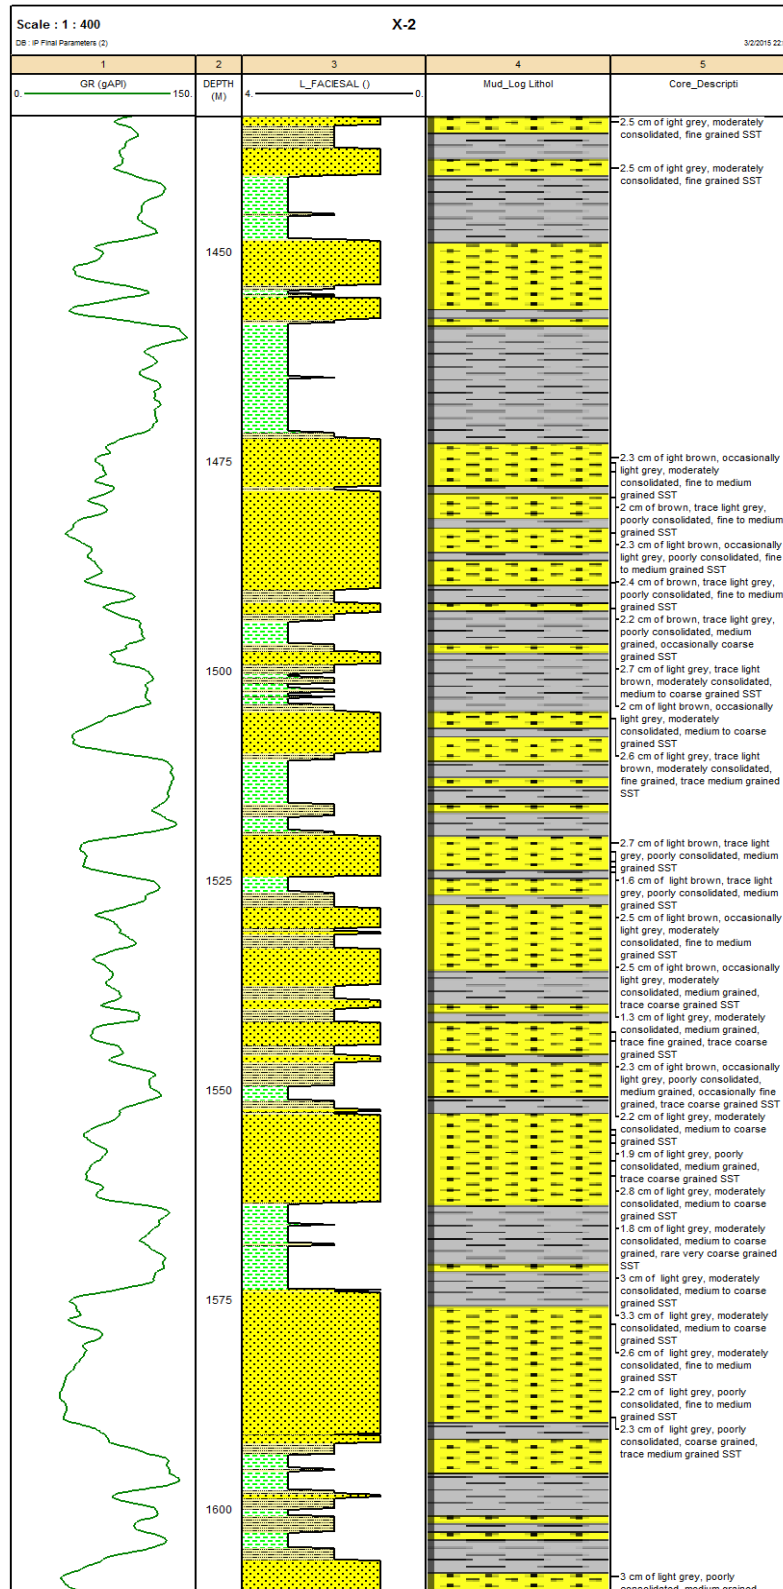 Scale : 1 : 400
X-2
DB : IP Final Parameters (2)
3/2/2015 22:
1
2
3
4
5
GR (gAPI)
0. 150.
DEPTH
(M)
L_FACIESAL ()
4. 0.
Mud_Log Lithol
Core_Descripti
2.5 cm of ight grey, moderately
consolidated, fine grained SST
2.5 cm of ight grey, moderately
consolidated, fine grained SST
1450
1475
2.3 cm of ight brown, occasionally
light grey, moderately
consolidated, fine to medium
grained SST
2 cm of brown, trace light grey,
poorly consolidated, fine to medium
grained SST
2.3 cm of light brown, occasionally
light grey, poorly consolidated, fine
to medium grained SST
2.4 cm of brown, trace light grey,
poorly consolidated, fine to medium
grained SST
2.2 cm of brown, trace light grey,
poorly consolidated, medium
grained, occasionally coarse
grained SST
1500
2.7 cm of light grey, trace light
brown, moderately consolidated,
medium to coarse grained SST
2 cm of light brown, occasionally
light grey, moderately
consolidated, medium to coarse
grained SST
2.6 cm of light grey, trace light
brown, moderately consolidated,
fine grained, trace medium grained
SST
1525
2.7 cm of light brown, trace light
grey, poorly consolidated, medium
grained SST
1.6 cm of light brown, trace light
grey, poorly consolidated, medium
grained SST
2.5 cm of light brown, occasionally
light grey, moderately
consolidated, fine to medium
grained SST
2.5 cm of ight brown, occasionally
light grey, moderately
consolidated, medium grained,
trace coarse grained SST
1.3 cm of light grey, moderately
consolidated, medium grained,
trace fine grained, trace coarse
grained SST
1550
2.3 cm of ight brown, occasionally
light grey, poorly consolidated,
medium grained, occasionally fine
grained, trace coarse grained SST
2.2 cm of light grey, moderately
consolidated, medium to coarse
grained SST
1.9 cm of light grey, poorly
consolidated, medium grained,
trace coarse grained SST
2.8 cm of light grey, moderately
consolidated, medium to coarse
grained SST
1.8 cm of light grey, moderately
consolidated, medium to coarse
grained, rare very coarse grained
SST
1575
3 cm of light grey, moderately
consolidated, medium to coarse
grained SST
3.3 cm of light grey, moderately
consolidated, medium to coarse
grained SST
2.6 cm of light grey, moderately
consolidated, fine to medium
grained SST
2.2 cm of light grey, poorly
consolidated, fine to medium
grained SST
2.3 cm of light grey, poorly
consolidated, coarse grained,
trace medium grained SST
1600
3 cm of light grey, poorly
consolidated, medium grained